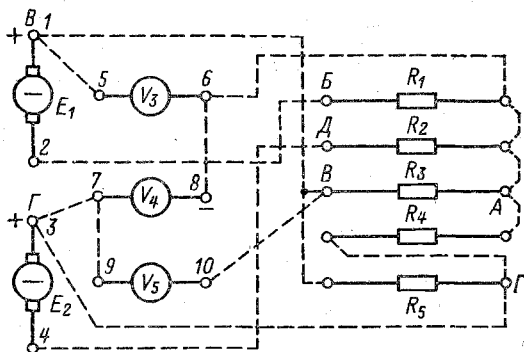 В 1
+
5 V₃ 6
E₁
2
Б R₁
Д R₂
В R₃ А
R₄
R₅ Г
7 V₄ 8
−
Г
+ 3
9 V₅ 10
E₂
4